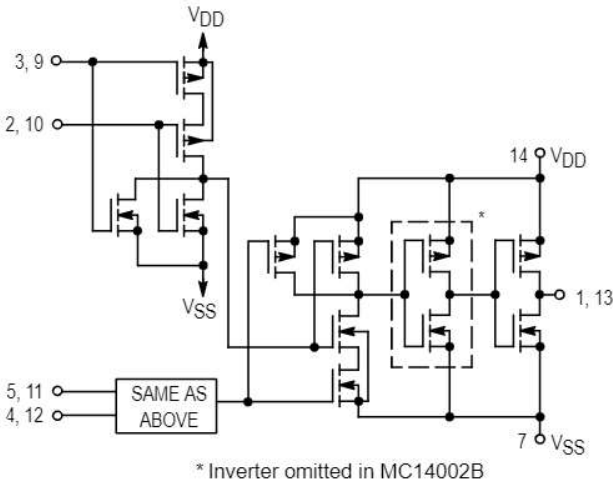 VDD
3, 9
2, 10
VSS
14 VDD
*
1, 13
5, 11
4, 12
SAME AS
ABOVE
7 VSS
* Inverter omitted in MC14002B